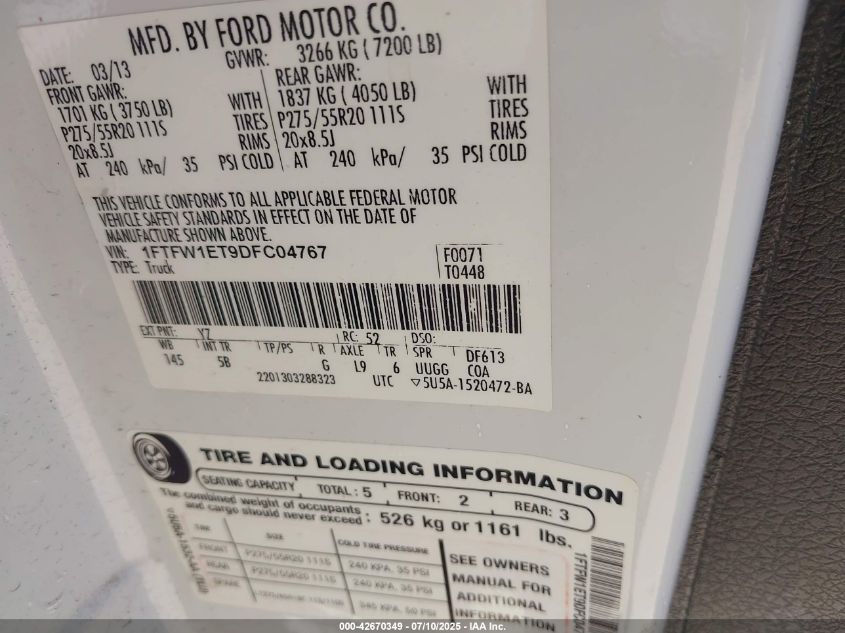 MFD. BY FORD MOTOR CO.
DATE: 03/13 GVWR: 3266 KG ( 7200 LB)
FRONT GAWR: REAR GAWR:
1701 KG ( 3750 LB) WITH 1837 KG ( 4050 LB) WITH
P275/55R20 111S TIRES P275/55R20 111S TIRES
20x8.5J RIMS 20x8.5J RIMS
AT 240 kPa/ 35 PSI COLD AT 240 kPa/ 35 PSI COLD
THIS VEHICLE CONFORMS TO ALL APPLICABLE FEDERAL MOTOR
VEHICLE SAFETY STANDARDS IN EFFECT ON THE DATE OF
MANUFACTURE SHOWN ABOVE.
VIN: 1FTFW1ET9DFC04767 F0071
TYPE: Truck T0448
EXT PNT: YZ RC: 52 DSO:
WB INT TR TP/PS R AXLE TR SPR DF613
145 5B G L9 6 UUGG COA
2201303288323 UTC ▽5U5A-1520472-BA
TIRE AND LOADING INFORMATION
SEATING CAPACITY TOTAL : 5 FRONT: 2 REAR: 3
The combined weight of occupants
and cargo should never exceed : 526 kg or 1161 lbs.
TIRE SIZE COLD TIRE PRESSURE
FRONT P275/55R20 111S 240 KPA, 35 PSI
REAR P275/55R20 111S 240 KPA, 35 PSI
SPARE
SEE OWNERS
MANUAL FOR
ADDITIONAL
INFORMATION
000-42670349 - 07/10/2025 - IAA Inc.